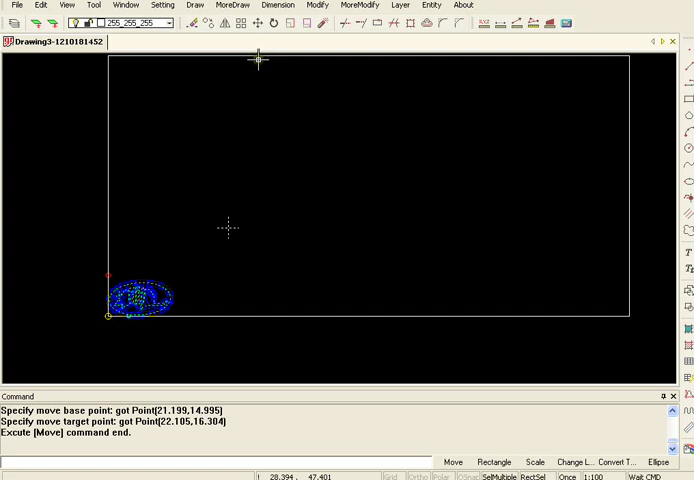 File Edit View Tool Window Setting Draw MoreDraw Dimension Modify MoreModify Layer Entity About
255_255_255
Drawing3-1210181452
Command
Specify move base point: got Point(21.199,14.995)
Specify move target point: got Point(22.105,16.304)
Excute [Move] command end.
Move Rectangle Scale Change L... Convert T... Ellipse
! 28.394 , 47.401 Grid Ortho Polar OSnap SelMultiple RectSel Once 1:100 Wait CMD